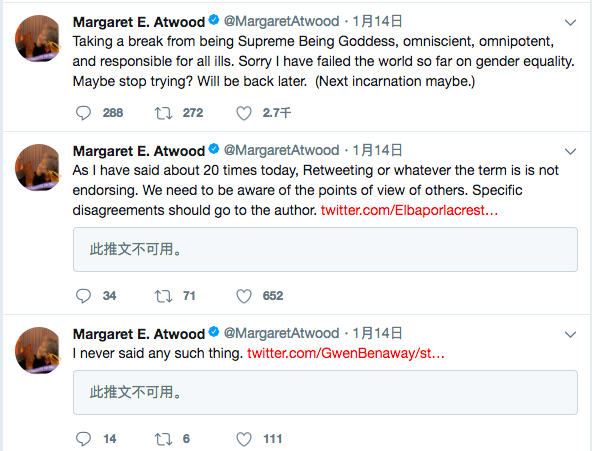 Margaret E. Atwood @MargaretAtwood · 1月14日
Taking a break from being Supreme Being Goddess, omniscient, omnipotent,
and responsible for all ills. Sorry I have failed the world so far on gender equality.
Maybe stop trying? Will be back later. (Next incarnation maybe.)
288 272 2.7千
Margaret E. Atwood @MargaretAtwood · 1月14日
As I have said about 20 times today, Retweeting or whatever the term is is not
endorsing. We need to be aware of the points of view of others. Specific
disagreements should go to the author. twitter.com/Elbaporlacrest…
此推文不可用。
34 71 652
Margaret E. Atwood @MargaretAtwood · 1月14日
I never said any such thing. twitter.com/GwenBenaway/st…
此推文不可用。
14 6 111